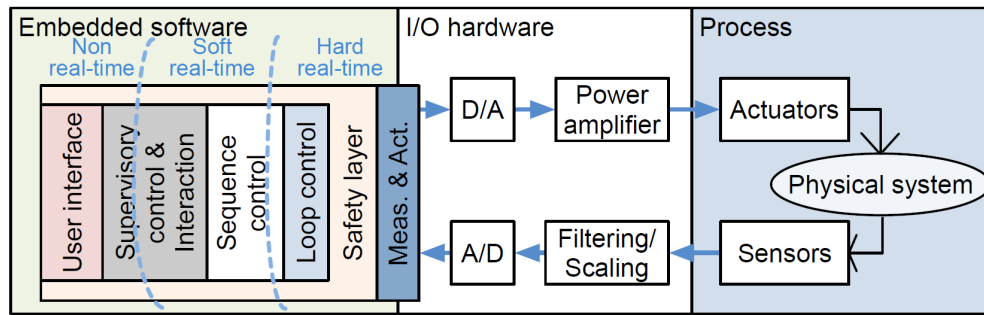 Embedded software
I/O hardware
Process
Non
real-time
Soft
real-time
Hard
real-time
User interface
Supervisory
control &
Interaction
Sequence
control
Loop control
Safety layer
Meas. & Act.
D/A
Power
amplifier
Actuators
Physical system
A/D
Filtering/
Scaling
Sensors